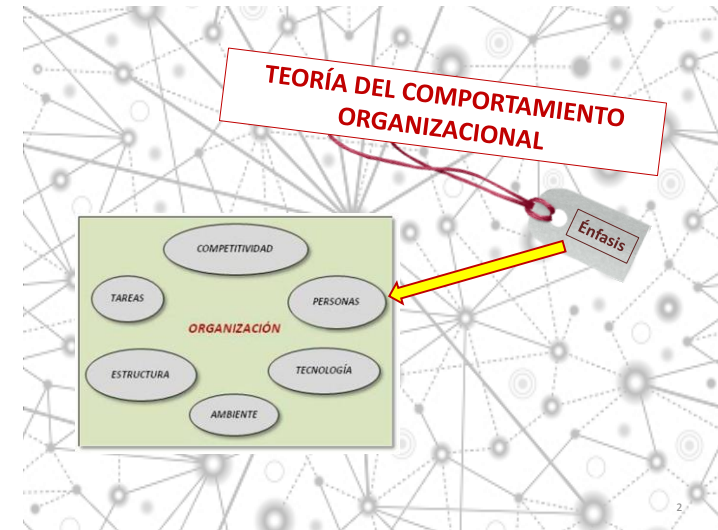 TEORÍA DEL COMPORTAMIENTO
ORGANIZACIONAL
Énfasis
COMPETITIVIDAD
TAREAS
PERSONAS
ORGANIZACIÓN
ESTRUCTURA
TECNOLOGÍA
AMBIENTE
2